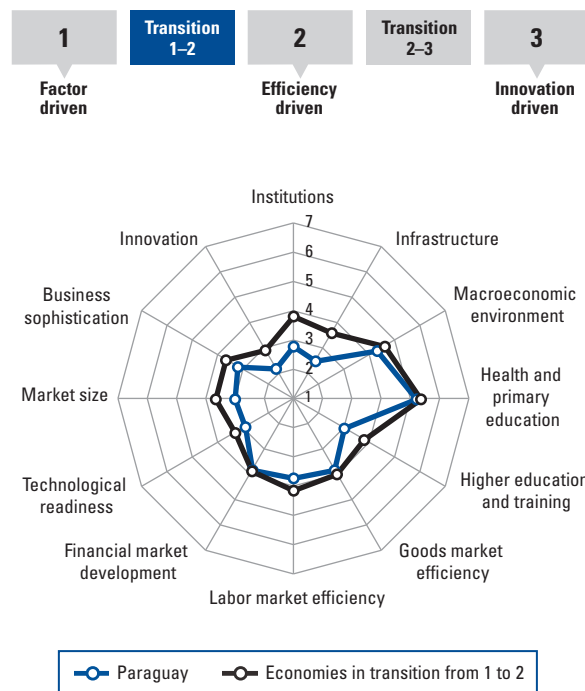 1
Transition
1–2
2
Transition
2–3
3
Factor
driven
Efficiency
driven
Innovation
driven
Institutions
7
Innovation
6
Infrastructure
5
Business
sophistication
4
Macroeconomic
environment
3
2
Market size
1
Health and
primary
education
Technological
readiness
Higher education
and training
Financial market
development
Goods market
efficiency
Labor market efficiency
Paraguay
Economies in transition from 1 to 2